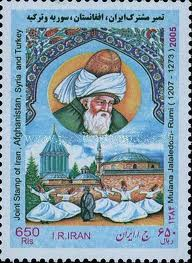 تمبر مشترک ایران، افغانستان، سوریه و ترکیه
Joint Stamp of Iran, Afghanistan, Syria and Turkey
2005
Mulana Jalaleddin Rumi (1207 - 1273)
۱۳۸۴
650
Rls
I.R.IRAN
ج.ا.ایران
۶۵۰
ریال